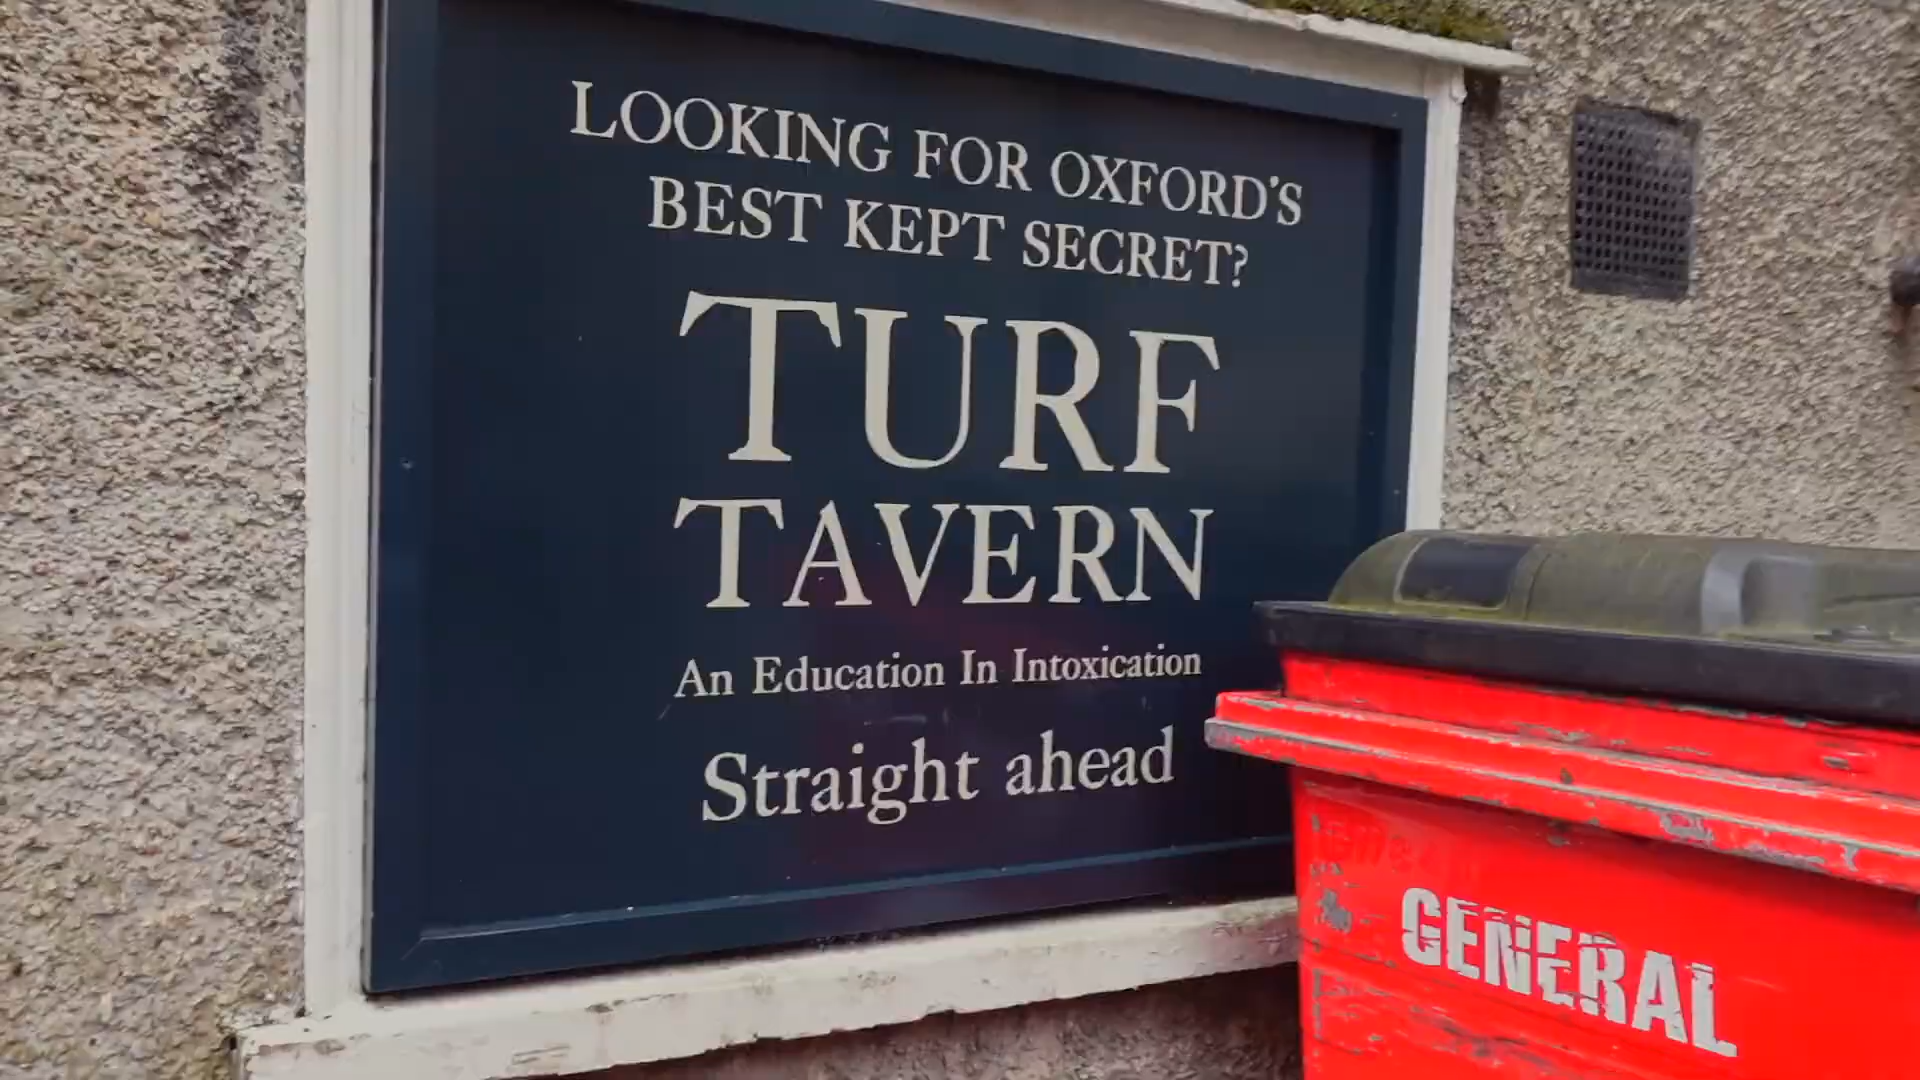 LOOKING FOR OXFORD'S
BEST KEPT SECRET?
TURF
TAVERN
An Education In Intoxication
Straight ahead
GENERAL